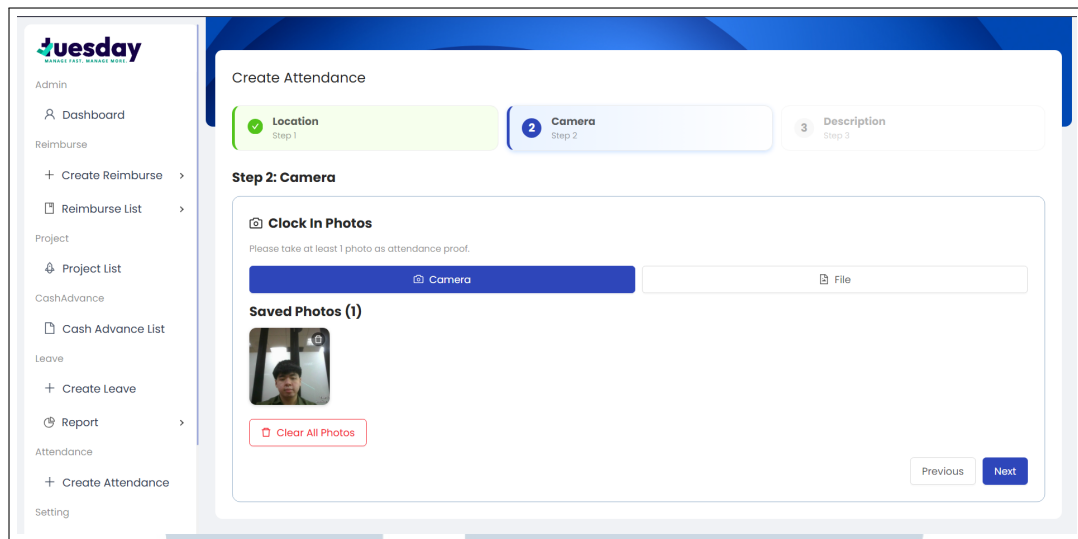 tuesday
MANAGE FAST. MANAGE MORE.
Admin
Dashboard
Reimburse
+ Create Reimburse >
Reimburse List >
Project
Project List
CashAdvance
Cash Advance List
Leave
+ Create Leave
Report >
Attendance
+ Create Attendance
Setting
Create Attendance
Location
Step 1
2 Camera
Step 2
3 Description
Step 3
Step 2: Camera
Clock In Photos
Please take at least 1 photo as attendance proof.
Camera
File
Saved Photos (1)
Clear All Photos
Previous
Next